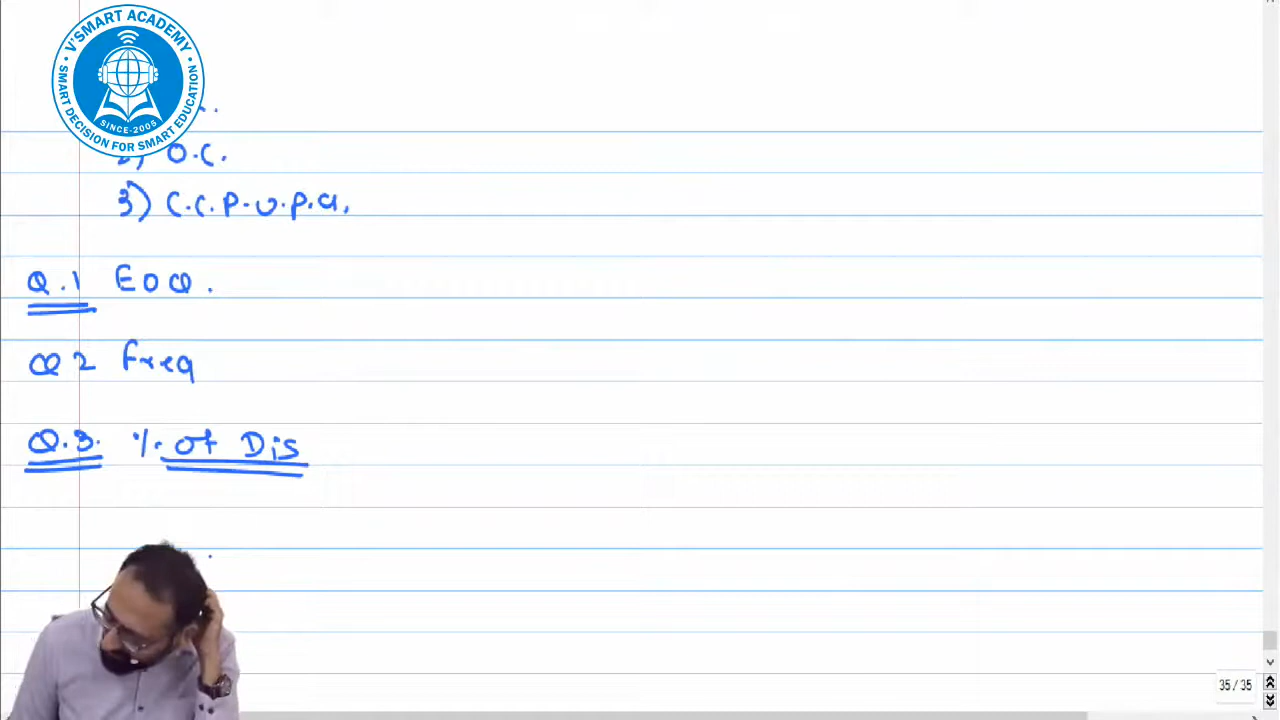 V'SMART ACADEMY
SMART DECISION FOR SMART EDUCATION
SINCE-2005
2) O.C.
3) C.C.P.U.P.A.
Q.1 EOQ.
Q2 Freq
Q.3. %. of Dis
35 / 35